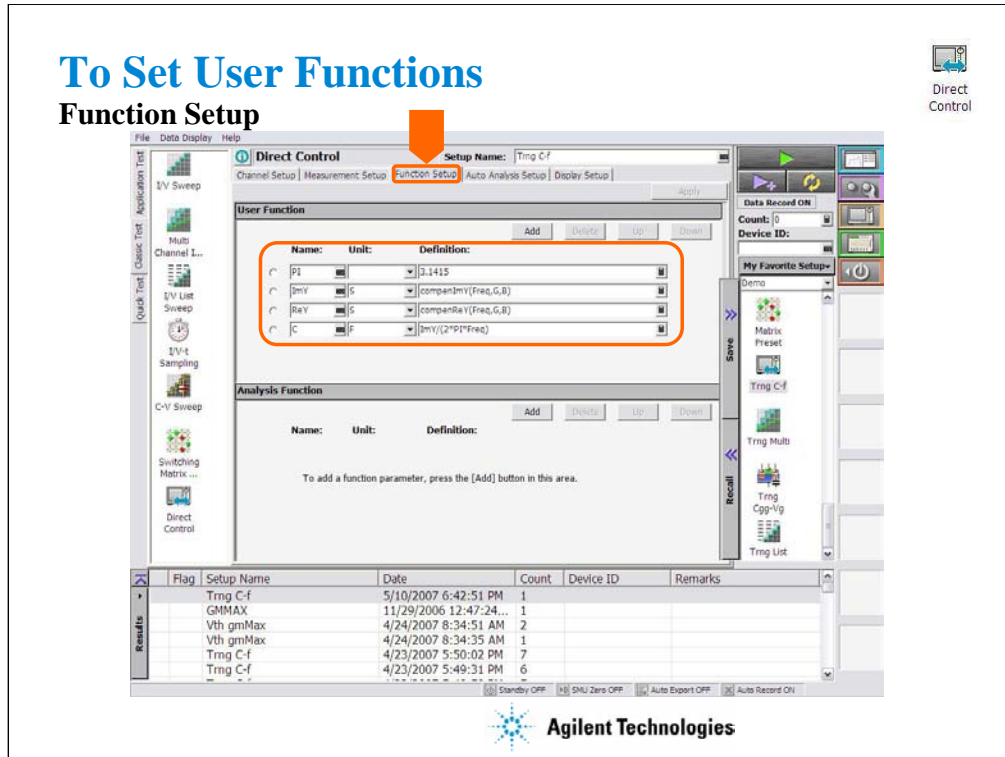 To Set User Functions
Function Setup
Direct
Control
File Data Display Help
Application Test
Classic Test
Quick Test
I/V Sweep
Multi
Channel I...
I/V List
Sweep
I/V-t
Sampling
C-V Sweep
Switching
Matrix ...
Direct
Control
Direct Control
Setup Name: Trng C-f
Channel Setup | Measurement Setup | Function Setup | Auto Analysis Setup | Display Setup
Apply
User Function
Add Delete Up Down
Name: Unit: Definition:
PI 3.1415
ImY S compenImY(Freq,G,B)
ReY S compenReY(Freq,G,B)
C F ImY/(2*PI*Freq)
Analysis Function
Add Delete Up Down
Name: Unit: Definition:
To add a function parameter, press the [Add] button in this area.
Save
Recall
Data Record ON
Count: 0
Device ID:
My Favorite Setup
Demo
Matrix
Preset
Trng C-f
Trng Multi
Trng
Cgg-Vg
Trng List
Results
Flag Setup Name Date Count Device ID Remarks
Trng C-f 5/10/2007 6:42:51 PM 1
GMMAX 11/29/2006 12:47:24... 1
Vth gmMax 4/24/2007 8:34:51 AM 2
Vth gmMax 4/24/2007 8:34:35 AM 1
Trng C-f 4/23/2007 5:50:02 PM 7
Trng C-f 4/23/2007 5:49:31 PM 6
Standby OFF SMU Zero OFF Auto Export OFF Auto Record ON
Agilent Technologies